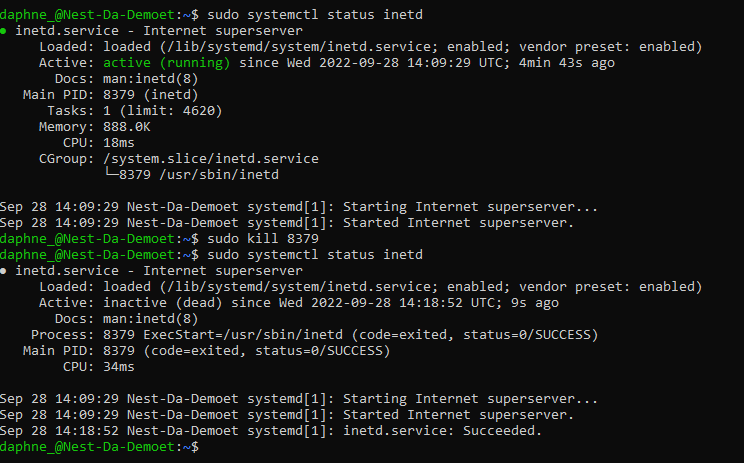 daphne_@Nest-Da-Demoet:~$ sudo systemctl status inetd
● inetd.service - Internet superserver
     Loaded: loaded (/lib/systemd/system/inetd.service; enabled; vendor preset: enabled)
     Active: active (running) since Wed 2022-09-28 14:09:29 UTC; 4min 43s ago
       Docs: man:inetd(8)
   Main PID: 8379 (inetd)
      Tasks: 1 (limit: 4620)
     Memory: 888.0K
        CPU: 18ms
     CGroup: /system.slice/inetd.service
             └─8379 /usr/sbin/inetd

Sep 28 14:09:29 Nest-Da-Demoet systemd[1]: Starting Internet superserver...
Sep 28 14:09:29 Nest-Da-Demoet systemd[1]: Started Internet superserver.
daphne_@Nest-Da-Demoet:~$ sudo kill 8379
daphne_@Nest-Da-Demoet:~$ sudo systemctl status inetd
● inetd.service - Internet superserver
     Loaded: loaded (/lib/systemd/system/inetd.service; enabled; vendor preset: enabled)
     Active: inactive (dead) since Wed 2022-09-28 14:18:52 UTC; 9s ago
       Docs: man:inetd(8)
    Process: 8379 ExecStart=/usr/sbin/inetd (code=exited, status=0/SUCCESS)
   Main PID: 8379 (code=exited, status=0/SUCCESS)
        CPU: 34ms

Sep 28 14:09:29 Nest-Da-Demoet systemd[1]: Starting Internet superserver...
Sep 28 14:09:29 Nest-Da-Demoet systemd[1]: Started Internet superserver.
Sep 28 14:18:52 Nest-Da-Demoet systemd[1]: inetd.service: Succeeded.
daphne_@Nest-Da-Demoet:~$